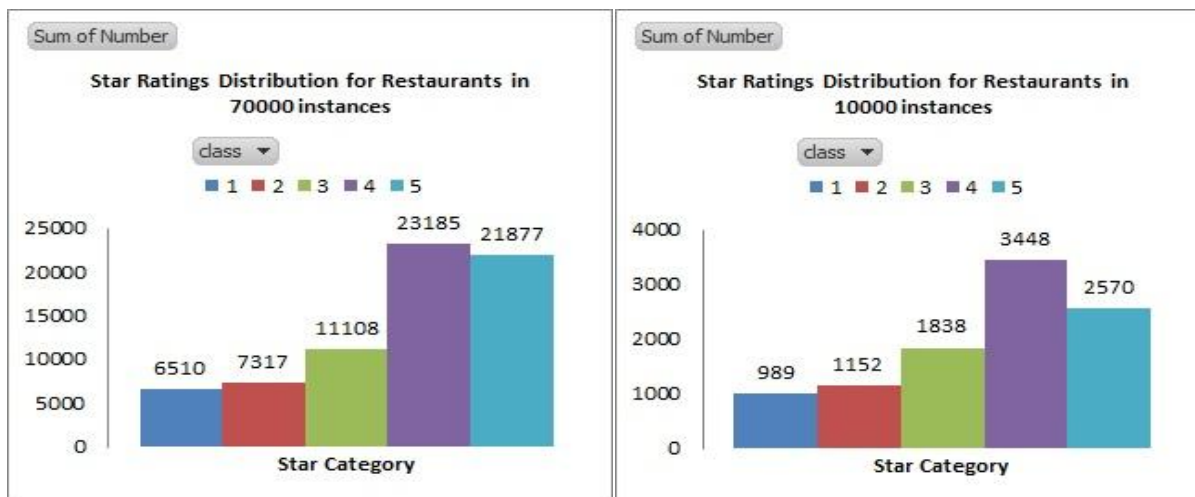 Sum of Number
Star Ratings Distribution for Restaurants in
70000 instances
class
1 2 3 4 5
25000
20000
15000
10000
5000
0
6510
7317
11108
23185
21877
Star Category
Sum of Number
Star Ratings Distribution for Restaurants in
10000 instances
class
1 2 3 4 5
4000
3000
2000
1000
0
989
1152
1838
3448
2570
Star Category